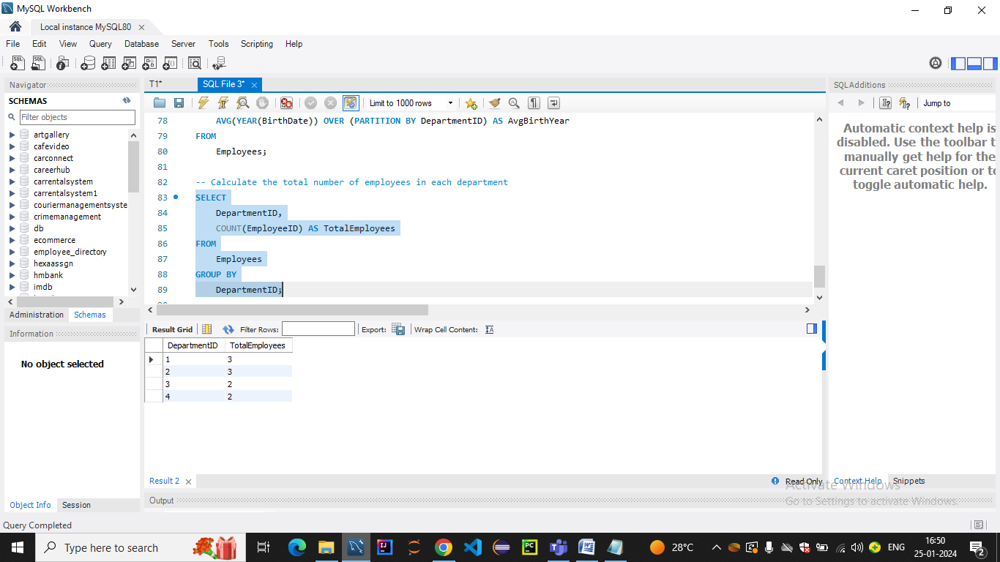 MySQL Workbench
Local instance MySQL80
File Edit View Query Database Server Tools Scripting Help
Navigator
SCHEMAS
Filter objects
artgallery
cafevideo
carconnect
careerhub
carrentalsystem
carrentalsystem1
couriermanagementsyste
crimemanagement
db
ecommerce
employee_directory
hexaassgn
hmbank
imdb
Administration Schemas
Information
No object selected
Object Info Session
T1* SQL File 3*
Limit to 1000 rows
78 AVG(YEAR(BirthDate)) OVER (PARTITION BY DepartmentID) AS AvgBirthYear
79 FROM
80 Employees;
81
82 -- Calculate the total number of employees in each department
83 SELECT
84 DepartmentID,
85 COUNT(EmployeeID) AS TotalEmployees
86 FROM
87 Employees
88 GROUP BY
89 DepartmentID;
Result Grid Filter Rows: Export: Wrap Cell Content:
DepartmentID TotalEmployees
1 3
2 3
3 2
4 2
Result 2
Read Only
Output
SQLAdditions
Jump to
Automatic context help is
disabled. Use the toolbar t
manually get help for the
current caret position or to
toggle automatic help.
Context Help Snippets
Activate Windows
Go to Settings to activate Windows.
Query Completed
Type here to search
28°C
ENG
16:50
25-01-2024
2